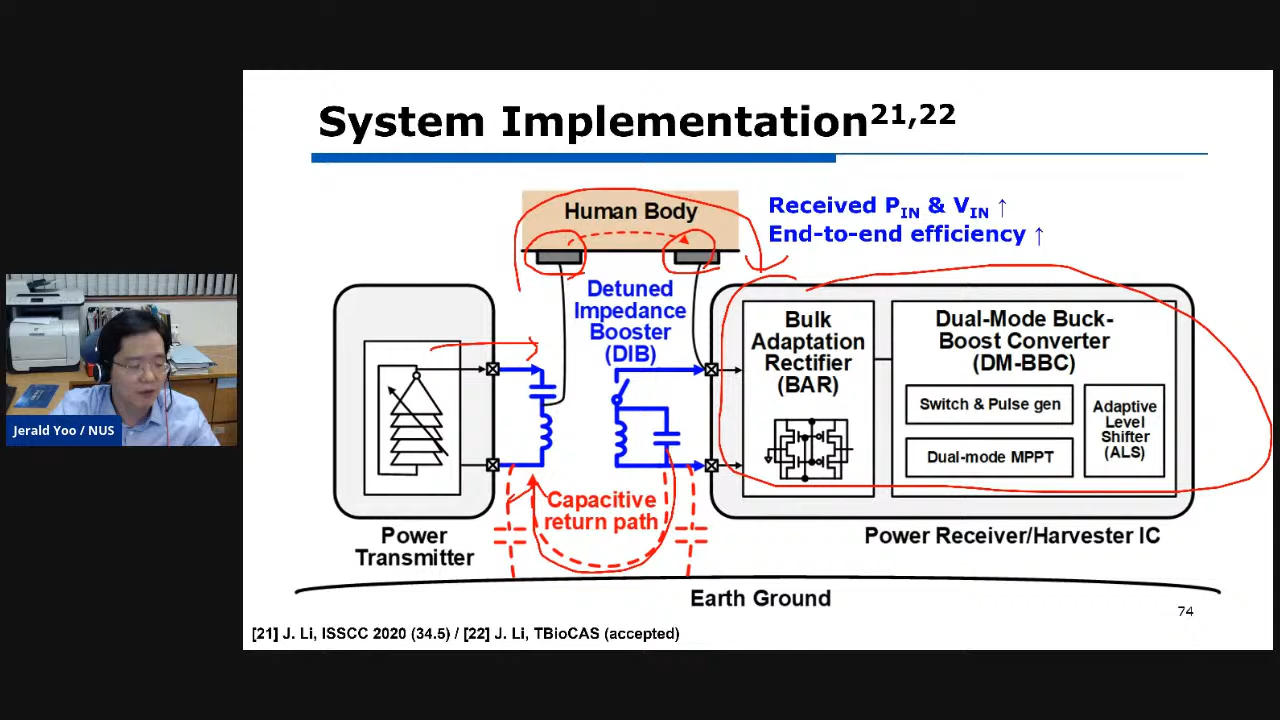 System Implementation21,22
Human Body
Received PIN & VIN ↑
End-to-end efficiency ↑
Detuned
Impedance
Booster
(DIB)
Bulk
Adaptation
Rectifier
(BAR)
Dual-Mode Buck-
Boost Converter
(DM-BBC)
Switch & Pulse gen
Dual-mode MPPT
Adaptive
Level
Shifter
(ALS)
Jerald Yoo / NUS
Capacitive
return path
Power
Transmitter
Power Receiver/Harvester IC
Earth Ground
74
[21] J. Li, ISSCC 2020 (34.5) / [22] J. Li, TBioCAS (accepted)